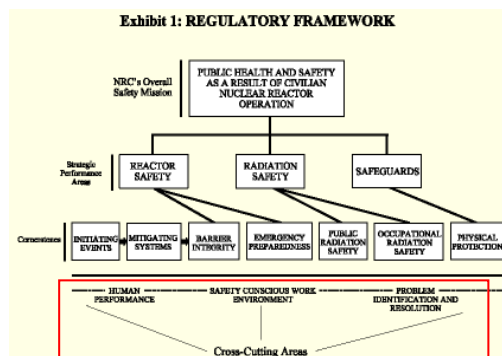 Exhibit 1: REGULATORY FRAMEWORK
NRC's Overall
Safety Mission
PUBLIC HEALTH AND SAFETY
AS A RESULT OF CIVILIAN
NUCLEAR REACTOR
OPERATION
Strategic
Performance
Areas
REACTOR
SAFETY
RADIATION
SAFETY
SAFEGUARDS
Cornerstones
INITIATING
EVENTS
MITIGATING
SYSTEMS
BARRIER
INTEGRITY
EMERGENCY
PREPAREDNESS
PUBLIC
RADIATION
SAFETY
OCCUPATIONAL
RADIATION
SAFETY
PHYSICAL
PROTECTION
HUMAN
PERFORMANCE
SAFETY CONSCIOUS WORK
ENVIRONMENT
PROBLEM
IDENTIFICATION AND
RESOLUTION
Cross-Cutting Areas